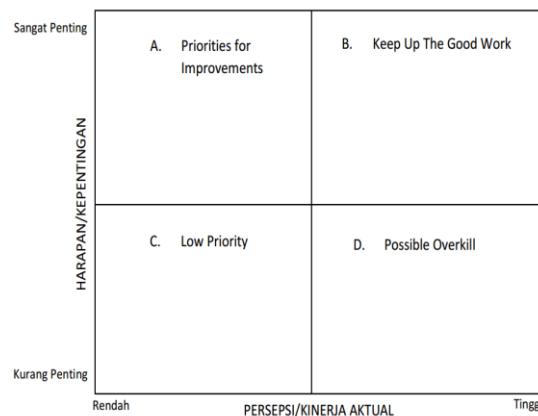 Sangat Penting
A. Priorities for
Improvements
B. Keep Up The Good Work
HARAPAN/KEPENTINGAN
C. Low Priority
D. Possible Overkill
Kurang Penting
Rendah
PERSEPSI/KINERJA AKTUAL
Tingg